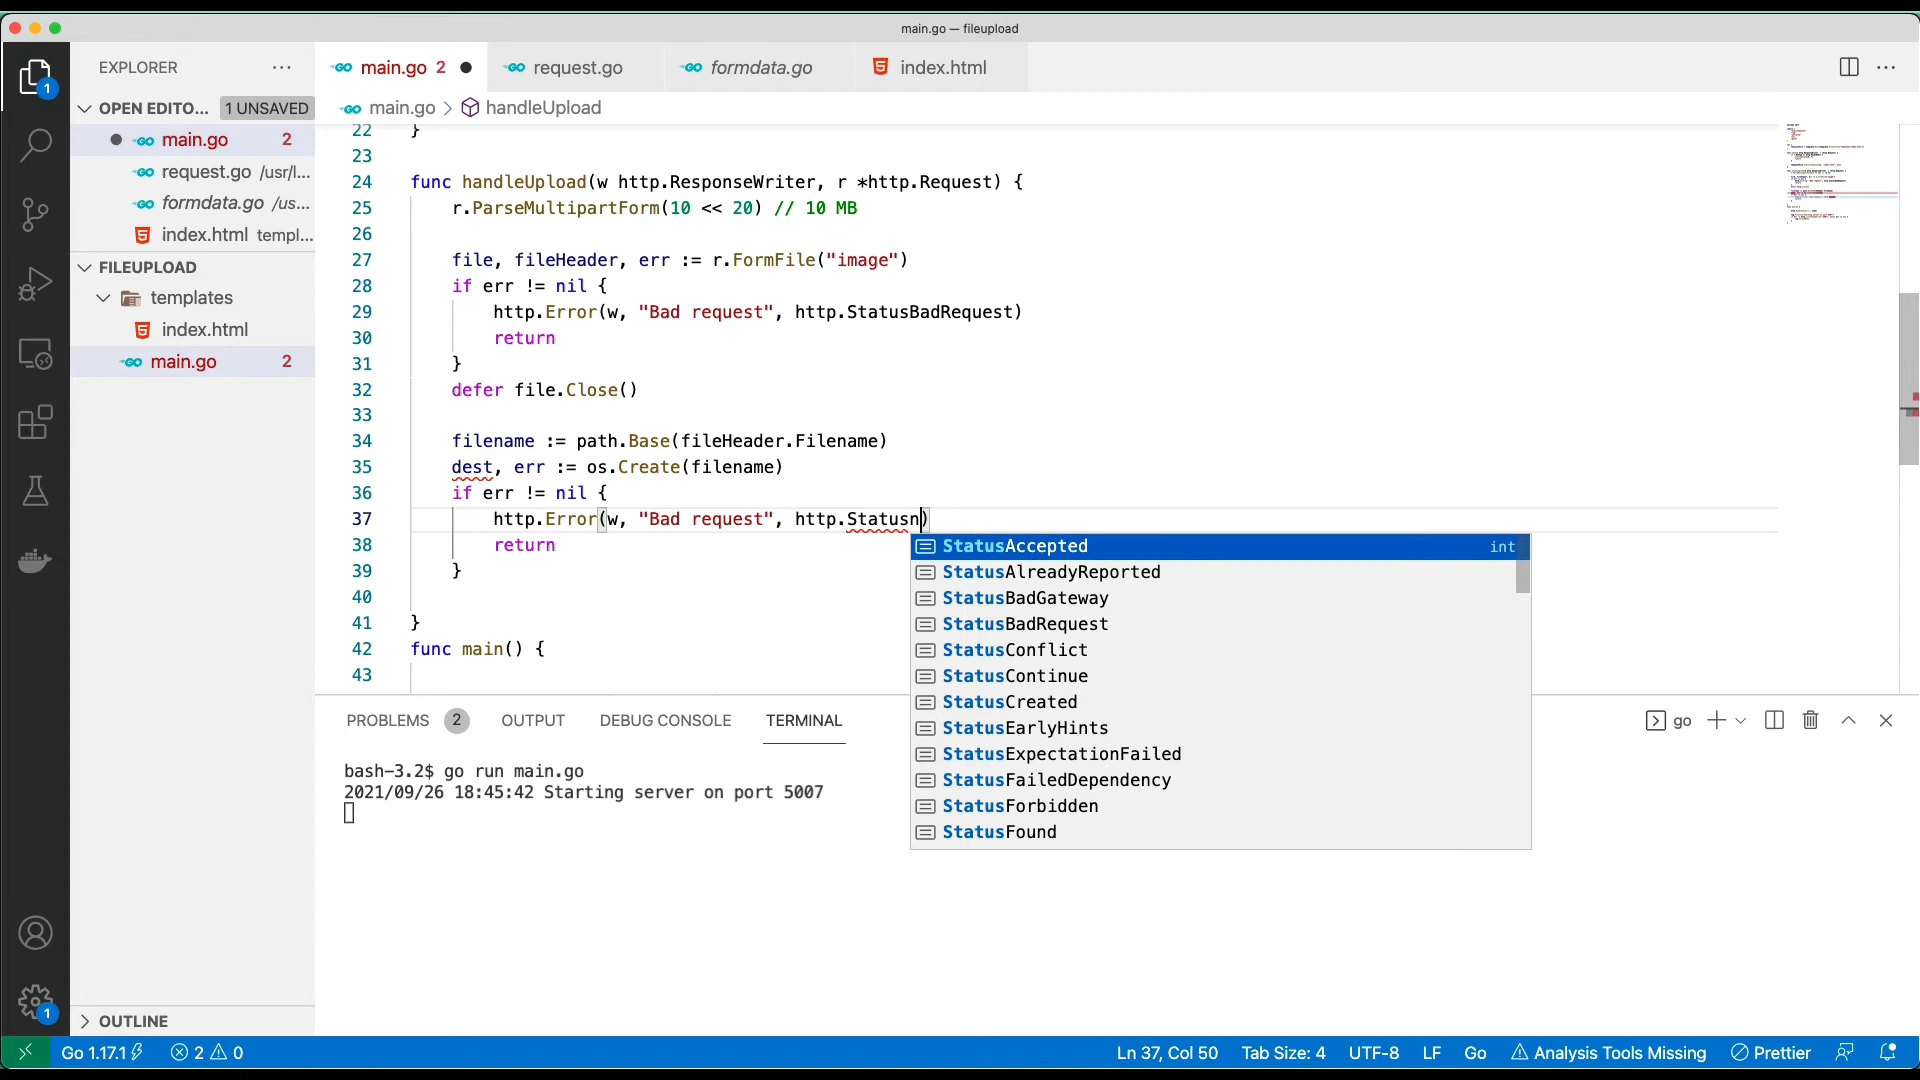 main.go — fileupload
EXPLORER
main.go 2
request.go
formdata.go
index.html
OPEN EDITO... 1 UNSAVED
main.go > handleUpload
main.go 2
request.go /usr/l...
formdata.go /us...
index.html templ...
FILEUPLOAD
templates
index.html
main.go 2
22 }
23
24 func handleUpload(w http.ResponseWriter, r *http.Request) {
25 r.ParseMultipartForm(10 << 20) // 10 MB
26
27 file, fileHeader, err := r.FormFile("image")
28 if err != nil {
29 http.Error(w, "Bad request", http.StatusBadRequest)
30 return
31 }
32 defer file.Close()
33
34 filename := path.Base(fileHeader.Filename)
35 dest, err := os.Create(filename)
36 if err != nil {
37 http.Error(w, "Bad request", http.Statusn)
38 return
39 }
40
41 }
42 func main() {
43
StatusAccepted int
StatusAlreadyReported
StatusBadGateway
StatusBadRequest
StatusConflict
StatusContinue
StatusCreated
StatusEarlyHints
StatusExpectationFailed
StatusFailedDependency
StatusForbidden
StatusFound
PROBLEMS 2 OUTPUT DEBUG CONSOLE TERMINAL
go
bash-3.2$ go run main.go
2021/09/26 18:45:42 Starting server on port 5007
1
1
OUTLINE
Go 1.17.1 2 0 Ln 37, Col 50 Tab Size: 4 UTF-8 LF Go Analysis Tools Missing Prettier